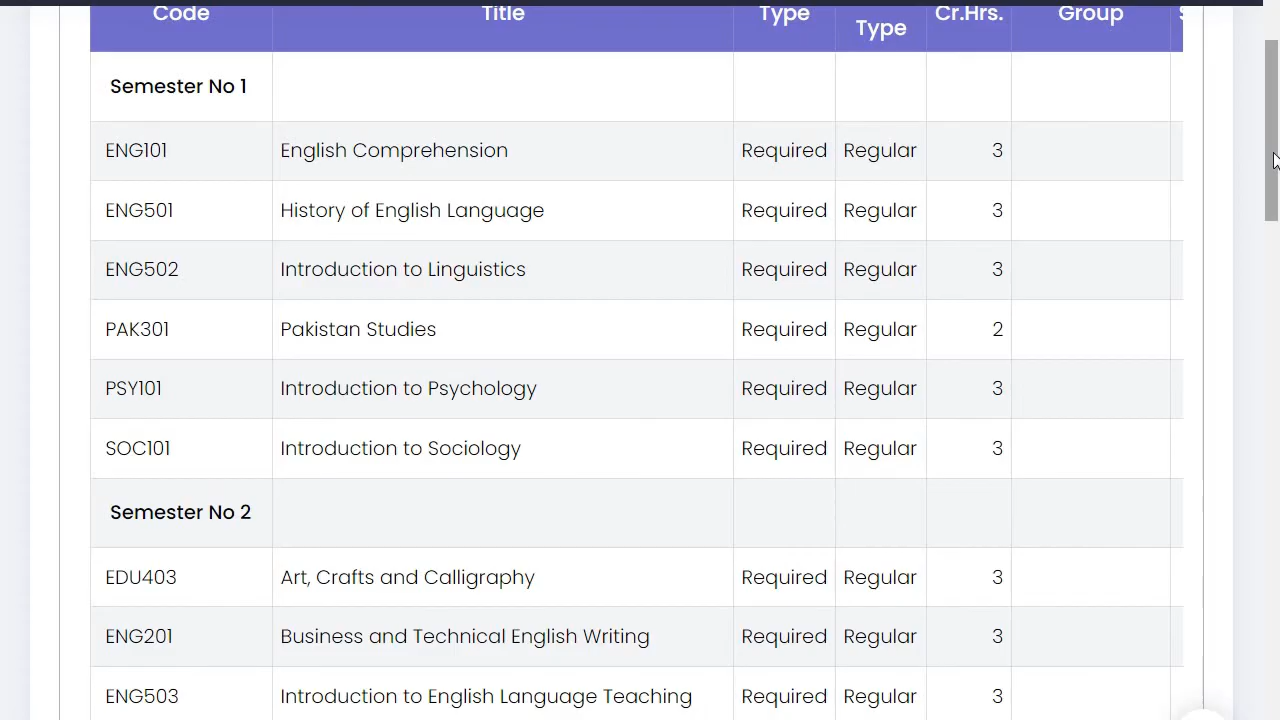 Code Title Type Type Cr.Hrs. Group
Semester No 1
ENG101 English Comprehension Required Regular 3
ENG501 History of English Language Required Regular 3
ENG502 Introduction to Linguistics Required Regular 3
PAK301 Pakistan Studies Required Regular 2
PSY101 Introduction to Psychology Required Regular 3
SOC101 Introduction to Sociology Required Regular 3
Semester No 2
EDU403 Art, Crafts and Calligraphy Required Regular 3
ENG201 Business and Technical English Writing Required Regular 3
ENG503 Introduction to English Language Teaching Required Regular 3